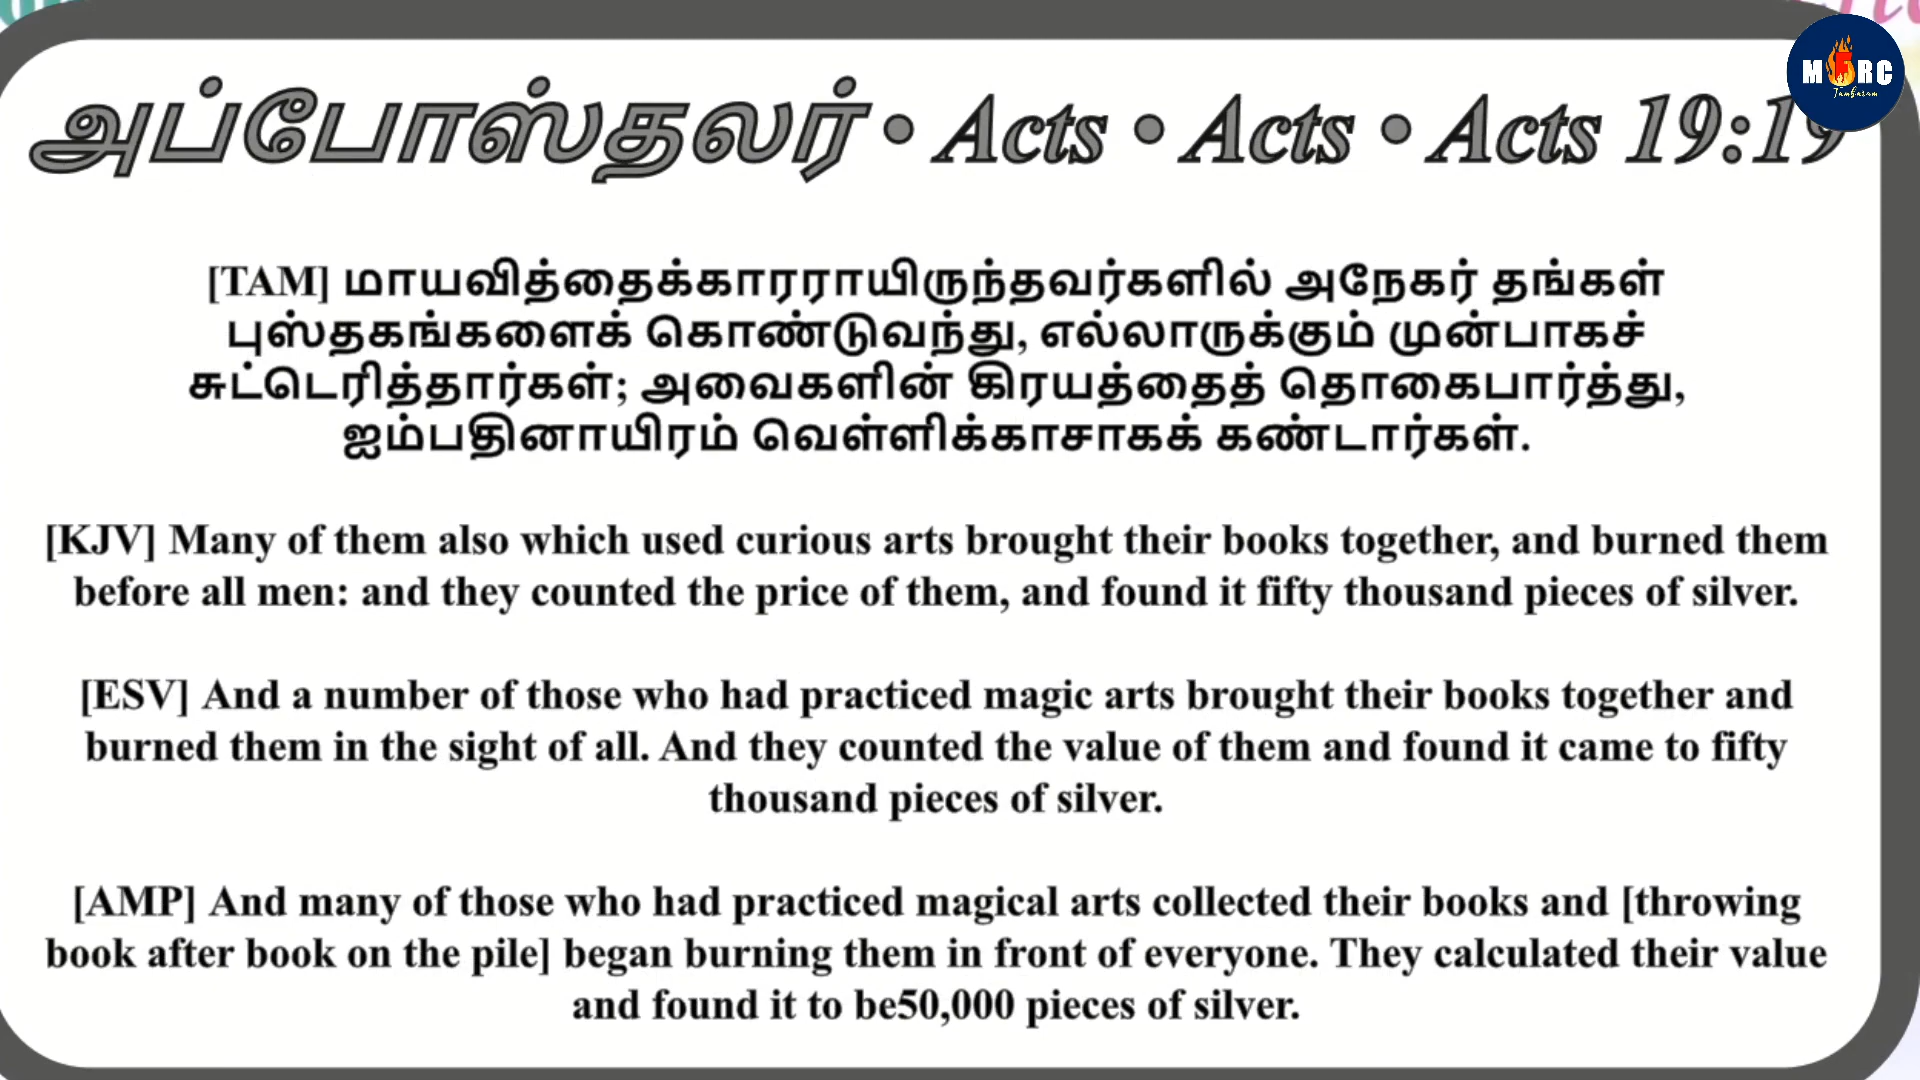 அப்போஸ்தலர் • Acts • Acts • Acts 19:19
MFRC
Tambaram
[TAM] மாயவித்தைக்காரராயிருந்தவர்களில் அநேகர் தங்கள்
புஸ்தகங்களைக் கொண்டுவந்து, எல்லாருக்கும் முன்பாகச்
சுட்டெரித்தார்கள்; அவைகளின் கிரயத்தைத் தொகைபார்த்து,
ஐம்பதினாயிரம் வெள்ளிக்காசாகக் கண்டார்கள்.
[KJV] Many of them also which used curious arts brought their books together, and burned them
before all men: and they counted the price of them, and found it fifty thousand pieces of silver.
[ESV] And a number of those who had practiced magic arts brought their books together and
burned them in the sight of all. And they counted the value of them and found it came to fifty
thousand pieces of silver.
[AMP] And many of those who had practiced magical arts collected their books and [throwing
book after book on the pile] began burning them in front of everyone. They calculated their value
and found it to be50,000 pieces of silver.